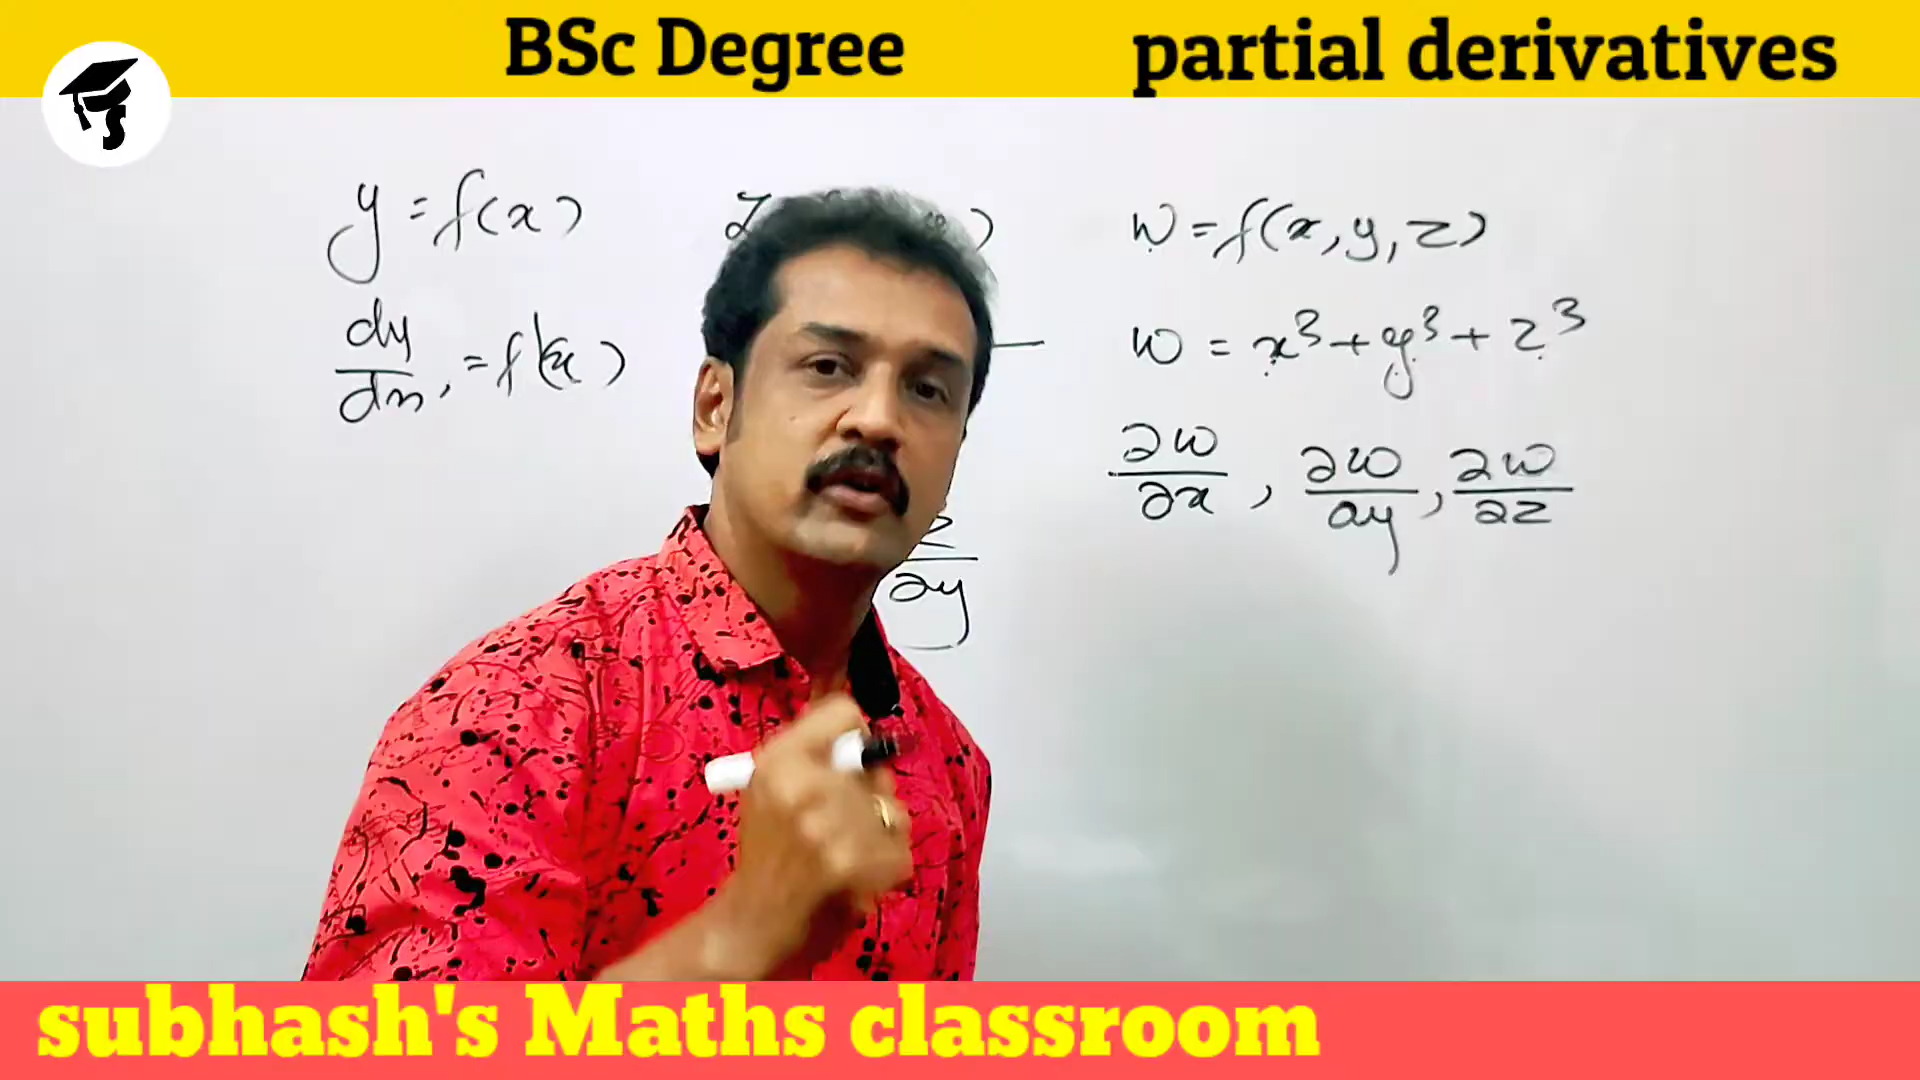 BSc Degree partial derivatives
y = f(x)
dy/dx = f'(x)
w = f(x, y, z)
w = x³ + y³ + z³
∂w/∂x, ∂w/∂y, ∂w/∂z
z/∂y
subhash's Maths classroom